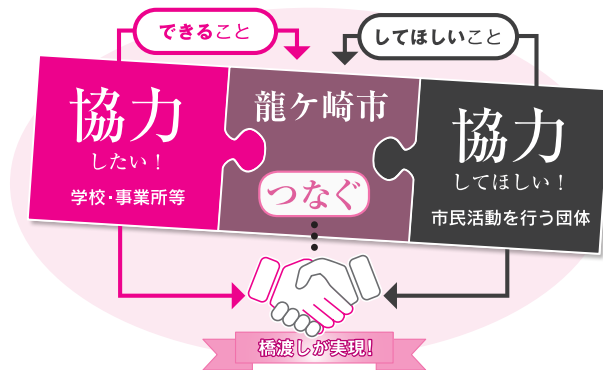 できること
してほしいこと
協力
したい！
学校・事業所等
龍ケ崎市
つなぐ
協力
してほしい！
市民活動を行う団体
橋渡しが実現！